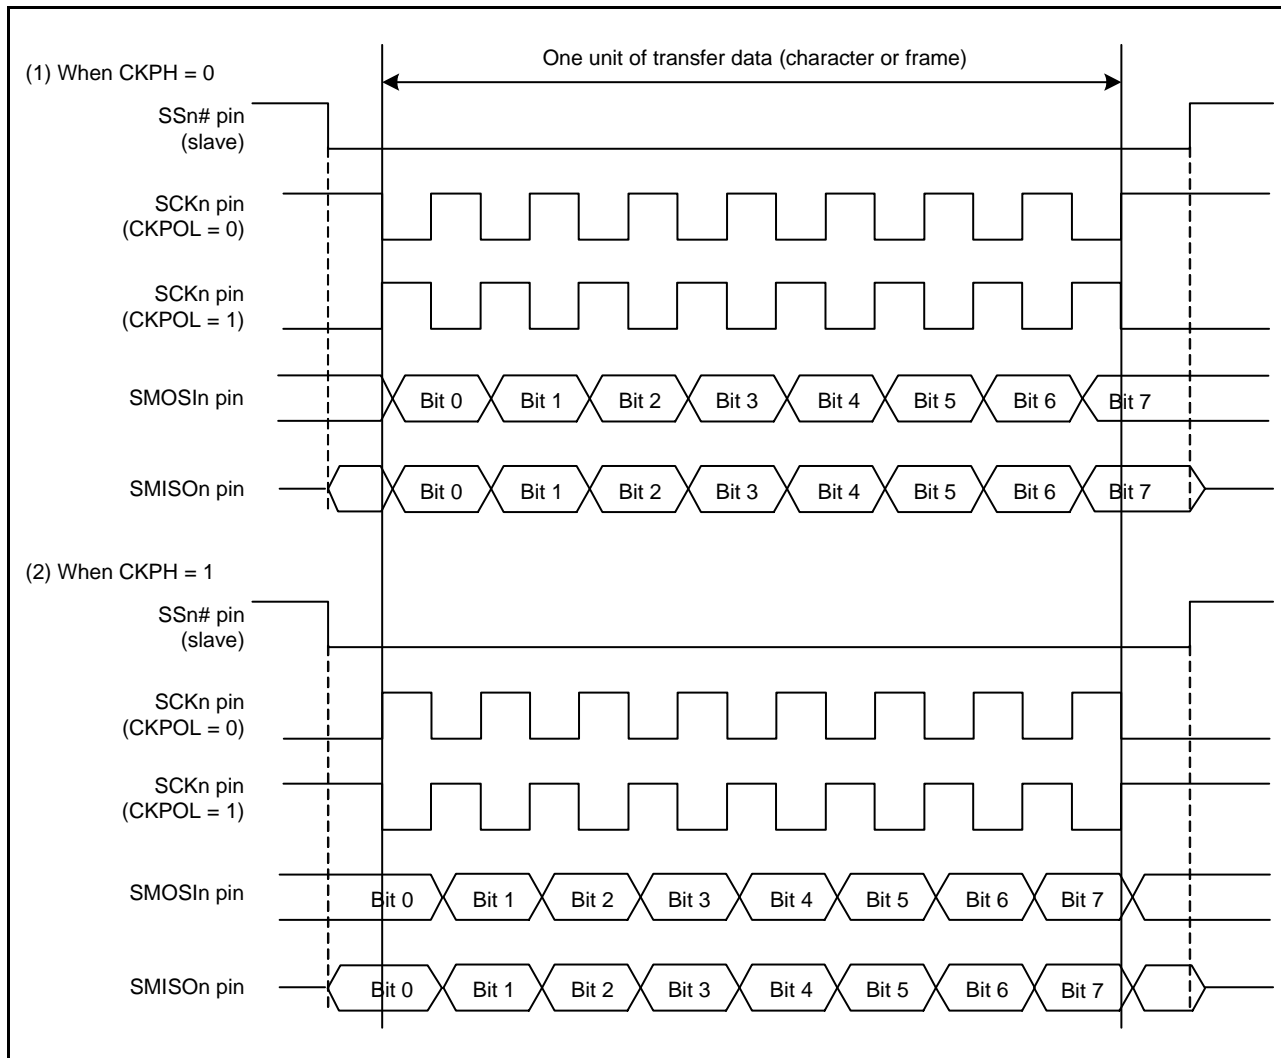 One unit of transfer data (character or frame)
(1) When CKPH = 0
SSn# pin
(slave)
SCKn pin
(CKPOL = 0)
SCKn pin
(CKPOL = 1)
SMOSIn pin
Bit 0 Bit 1 Bit 2 Bit 3 Bit 4 Bit 5 Bit 6 Bit 7
SMISOn pin
Bit 0 Bit 1 Bit 2 Bit 3 Bit 4 Bit 5 Bit 6 Bit 7
(2) When CKPH = 1
SSn# pin
(slave)
SCKn pin
(CKPOL = 0)
SCKn pin
(CKPOL = 1)
SMOSIn pin
Bit 0 Bit 1 Bit 2 Bit 3 Bit 4 Bit 5 Bit 6 Bit 7
SMISOn pin
Bit 0 Bit 1 Bit 2 Bit 3 Bit 4 Bit 5 Bit 6 Bit 7